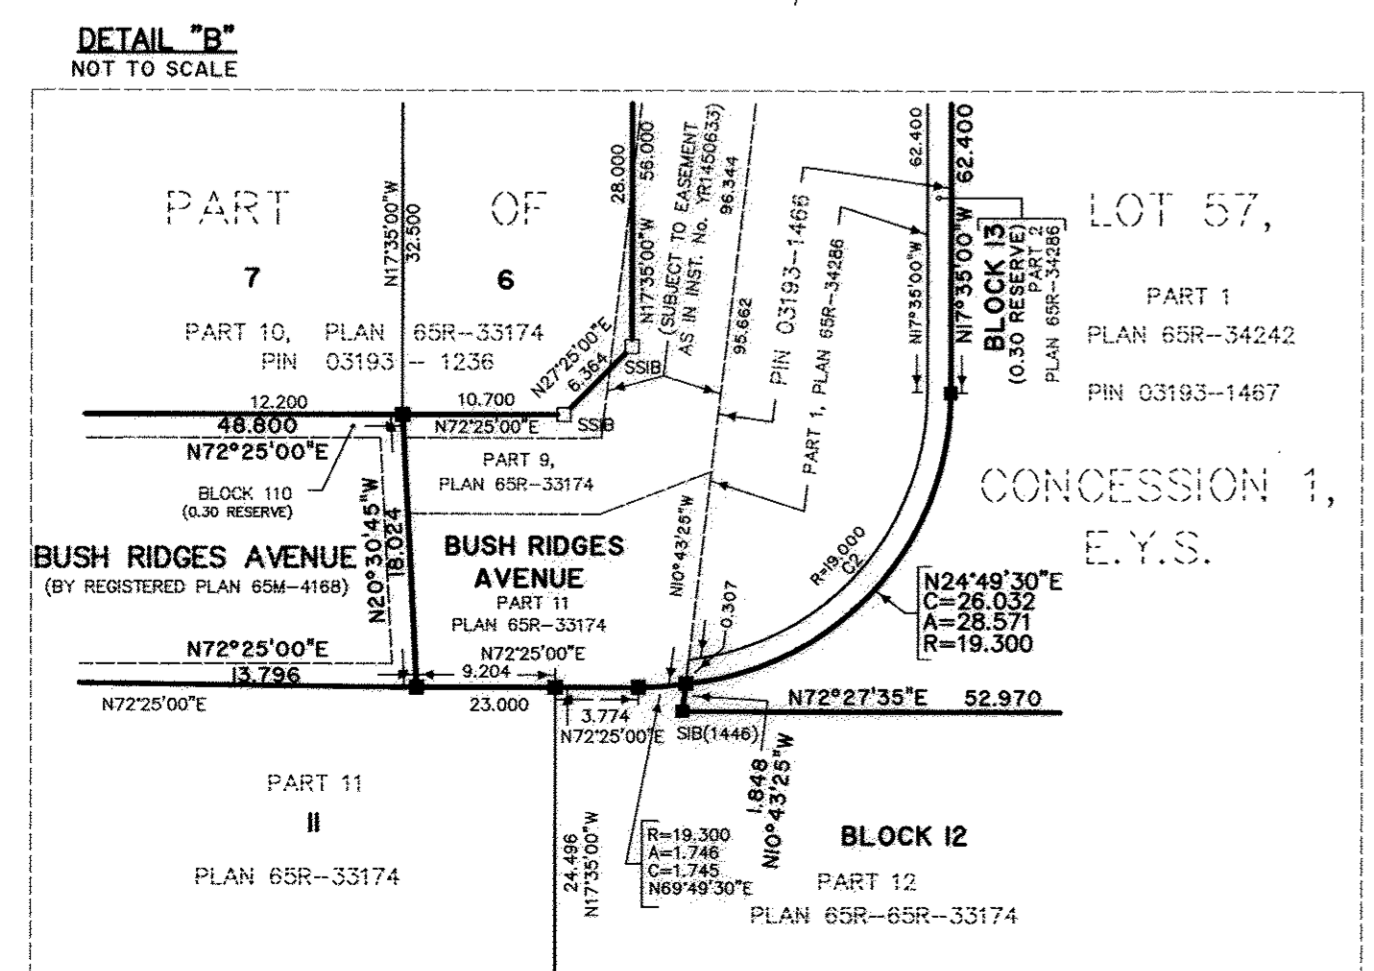 DETAIL "B"
NOT TO SCALE
PART OF LOT 57,
CONCESSION 1,
E.Y.S.
7
6
PART 10, PLAN 65R-33174
PIN 03193-1236
N17°35'00"W
32.500
28.000
56.000
N17°35'00"W
(SUBJECT TO EASEMENT
AS IN INST. No. YR1450633)
96.344
95.662
PIN 03193-1466
PART 1, PLAN 65R-34286
62.400
N17°35'00"W
62.400
N17°35'00"W
BLOCK 13
(0.30 RESERVE)
PART 2
PLAN 65R-34286
PART 1
PLAN 65R-34242
PIN 03193-1467
N27°25'00"E
6.364
SSIB
SSIB
12.200
48.800
N72°25'00"E
10.700
N72°25'00"E
BLOCK 110
(0.30 RESERVE)
PART 9,
PLAN 65R-33174
BUSH RIDGES AVENUE
(BY REGISTERED PLAN 65M-4168)
N20°30'45"W
18.024
BUSH RIDGES
AVENUE
PART 11
PLAN 65R-33174
N10°43'25"W
0.307
R=19.000
C2
N24°49'30"E
C=26.032
A=28.571
R=19.300
N72°25'00"E
13.796
N72°25'00"E
N72°25'00"E
9.204
23.000
3.774
N72°25'00"E
SIB(1446)
N72°27'35"E 52.970
1.848
N10°43'25"W
24.496
N17°35'00"W
R=19.300
A=1.746
C=1.745
N69°49'30"E
PART 11
11
PLAN 65R-33174
BLOCK 12
PART 12
PLAN 65R-65R-33174